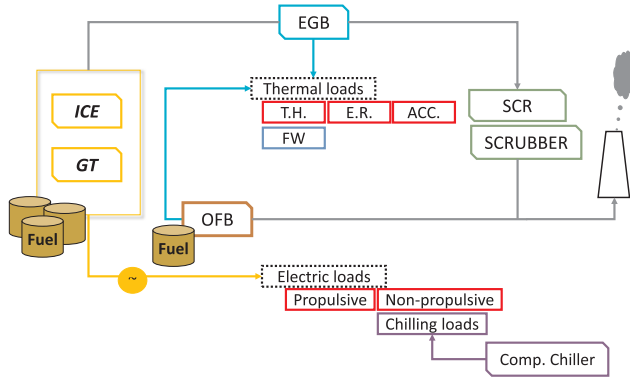 EGB
Thermal loads
T.H.
E.R.
ACC.
FW
ICE
GT
SCR
SCRUBBER
Fuel
OFB
Fuel
~
Electric loads
Propulsive
Non-propulsive
Chilling loads
Comp. Chiller